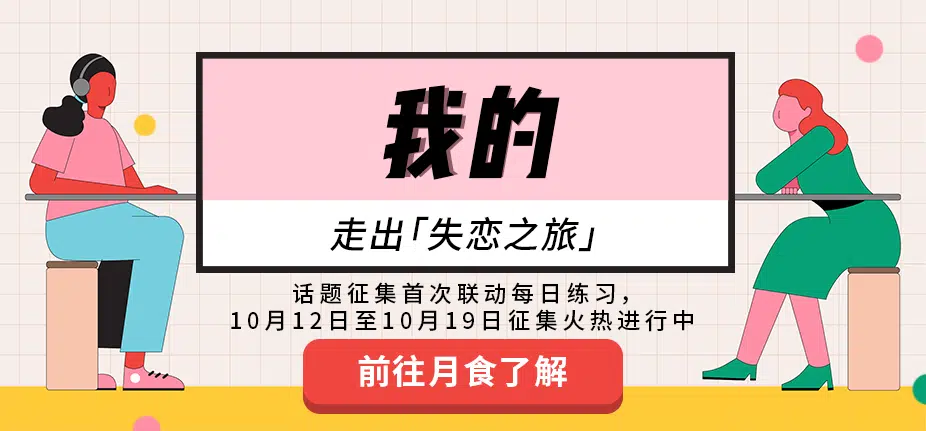 我的
走出「失恋之旅」
话题征集首次联动每日练习，
10月12日至10月19日征集火热进行中
前往月食了解